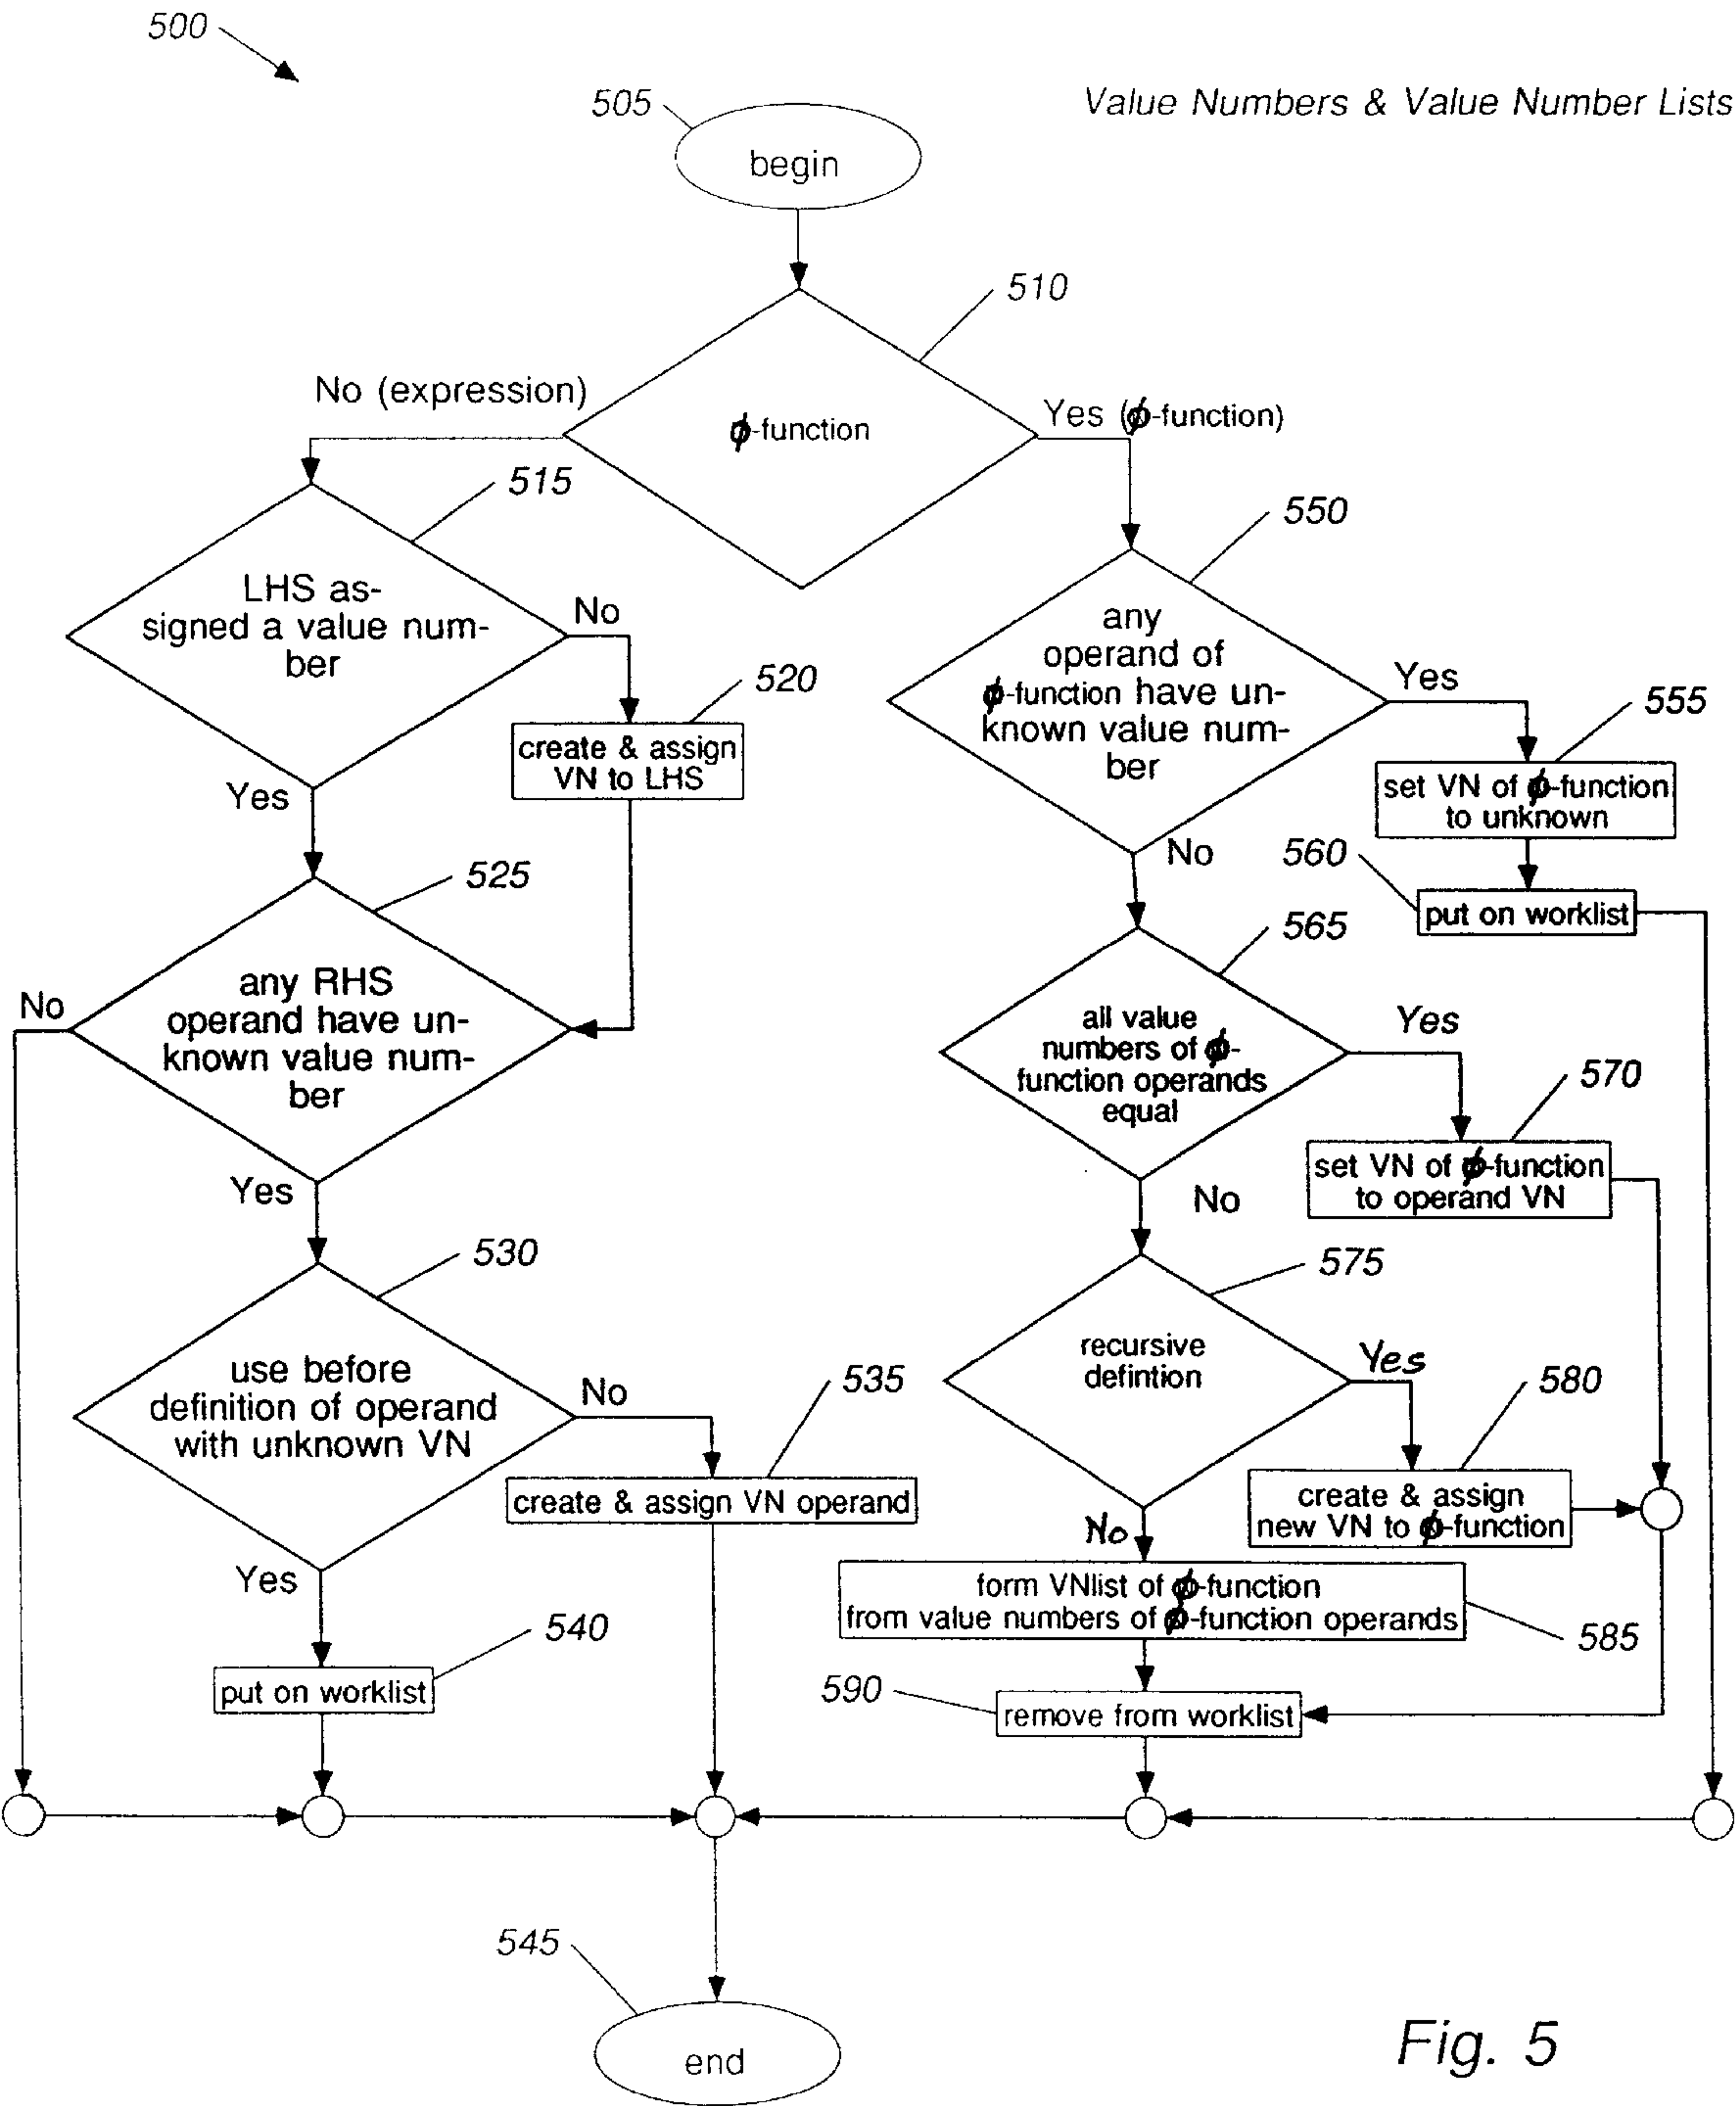 500
505
Value Numbers & Value Number Lists
begin
510
No (expression)
Yes (ϕ-function)
ϕ-function
515
550
LHS as-
signed a value num-
ber
No
520
create & assign
VN to LHS
Yes
any
operand of
ϕ-function have un-
known value num-
ber
Yes
555
set VN of ϕ-function
to unknown
No
560
put on worklist
525
565
No
any RHS
operand have un-
known value num-
ber
Yes
all value
numbers of ϕ-
function operands
equal
Yes
570
set VN of ϕ-function
to operand VN
No
530
575
use before
definition of operand
with unknown VN
No
535
create & assign VN operand
Yes
recursive
defintion
Yes
580
create & assign
new VN to ϕ-function
No
form VNlist of ϕ-function
from value numbers of ϕ-function operands
585
540
put on worklist
590
remove from worklist
545
end
Fig. 5